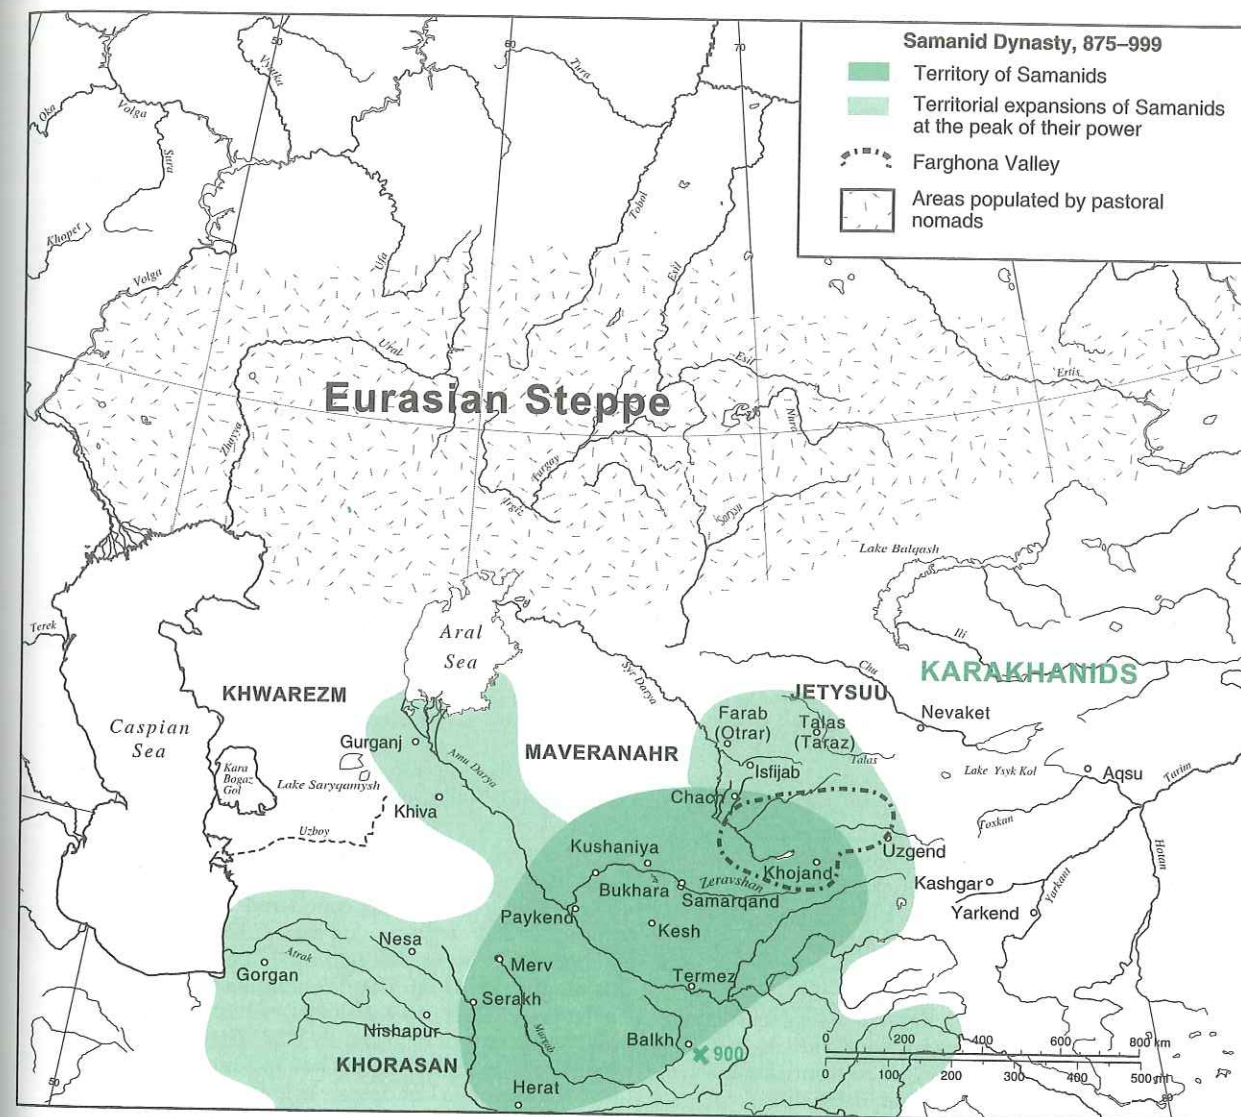 Samanid Dynasty, 875–999
Territory of Samanids
Territorial expansions of Samanids
at the peak of their power
Farghona Valley
Areas populated by pastoral
nomads
50
60
70
Vyatka
Tura
Oka
Volga
Sura
Khoper
Volga
Ufa
Tobol
Esil
Ural
Esil
Ertis
Eurasian Steppe
Nura
Zhayya
Turgay
Irgiz
Sarysu
Lake Balqash
Terek
Aral
Sea
Ili
Syr Darya
Chu
KARAKHANIDS
KHWAREZM
JETYSUU
Caspian
Sea
Farab
(Otrar)
Talas
(Taraz)
Nevaket
Gurganj
MAVERANAHR
Amu Darya
Talas
Kara
Bogaz
Gol
Lake Saryqamysh
Isfijab
Lake Ysyk Kol
Aqsu
Tarim
Khiva
Chach
Uzboy
Toxkan
Hotan
Kushaniya
Uzgend
Khojand
Bukhara
Zeravshan
Samarqand
Kashgar
Yarkant
Paykend
Yarkend
Kesh
Nesa
Atrak
Gorgan
Merv
Termez
Serakh
Nishapur
Murgab
Balkh
900
KHORASAN
Herat
0 200 400 600 800 km
0 100 200 300 400 500 mi
50
80